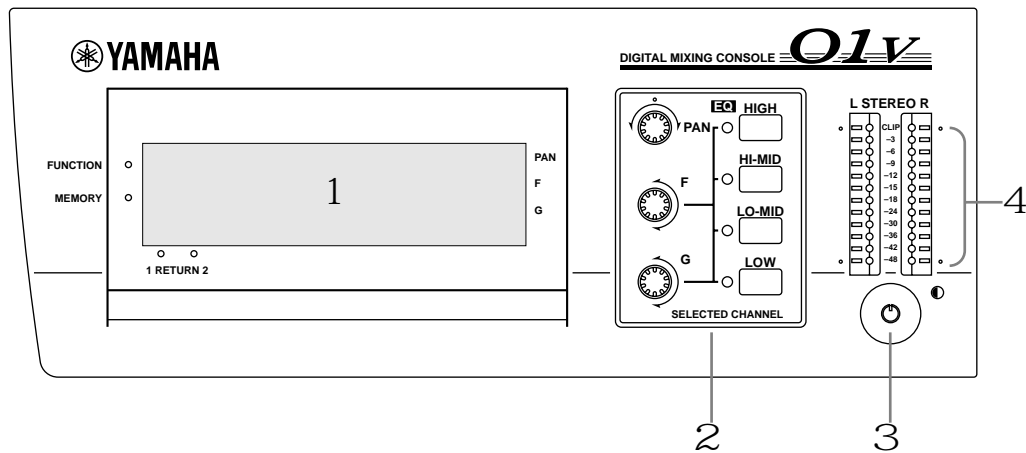 YAMAHA
DIGITAL MIXING CONSOLE 01v
FUNCTION
MEMORY
1
PAN
F
G
1 RETURN 2
EQ HIGH
PAN
HI-MID
F
LO-MID
G
LOW
SELECTED CHANNEL
L STEREO R
CLIP
–3
–6
–9
–12
–15
–18
–24
–30
–36
–42
–48
4
2
3